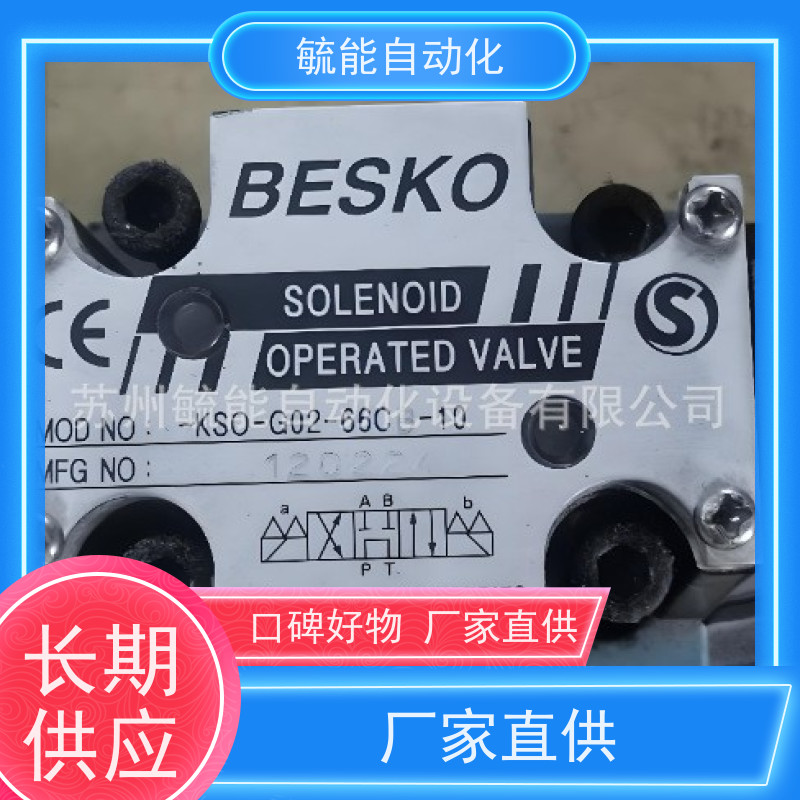 毓能自动化
BESKO
SOLENOID
OPERATED VALVE
CE
S
苏州毓能自动化设备有限公司
MOD NO :
MFG NO :
a A B b
P T
口碑好物 厂家直供
长期
供应
厂家直供